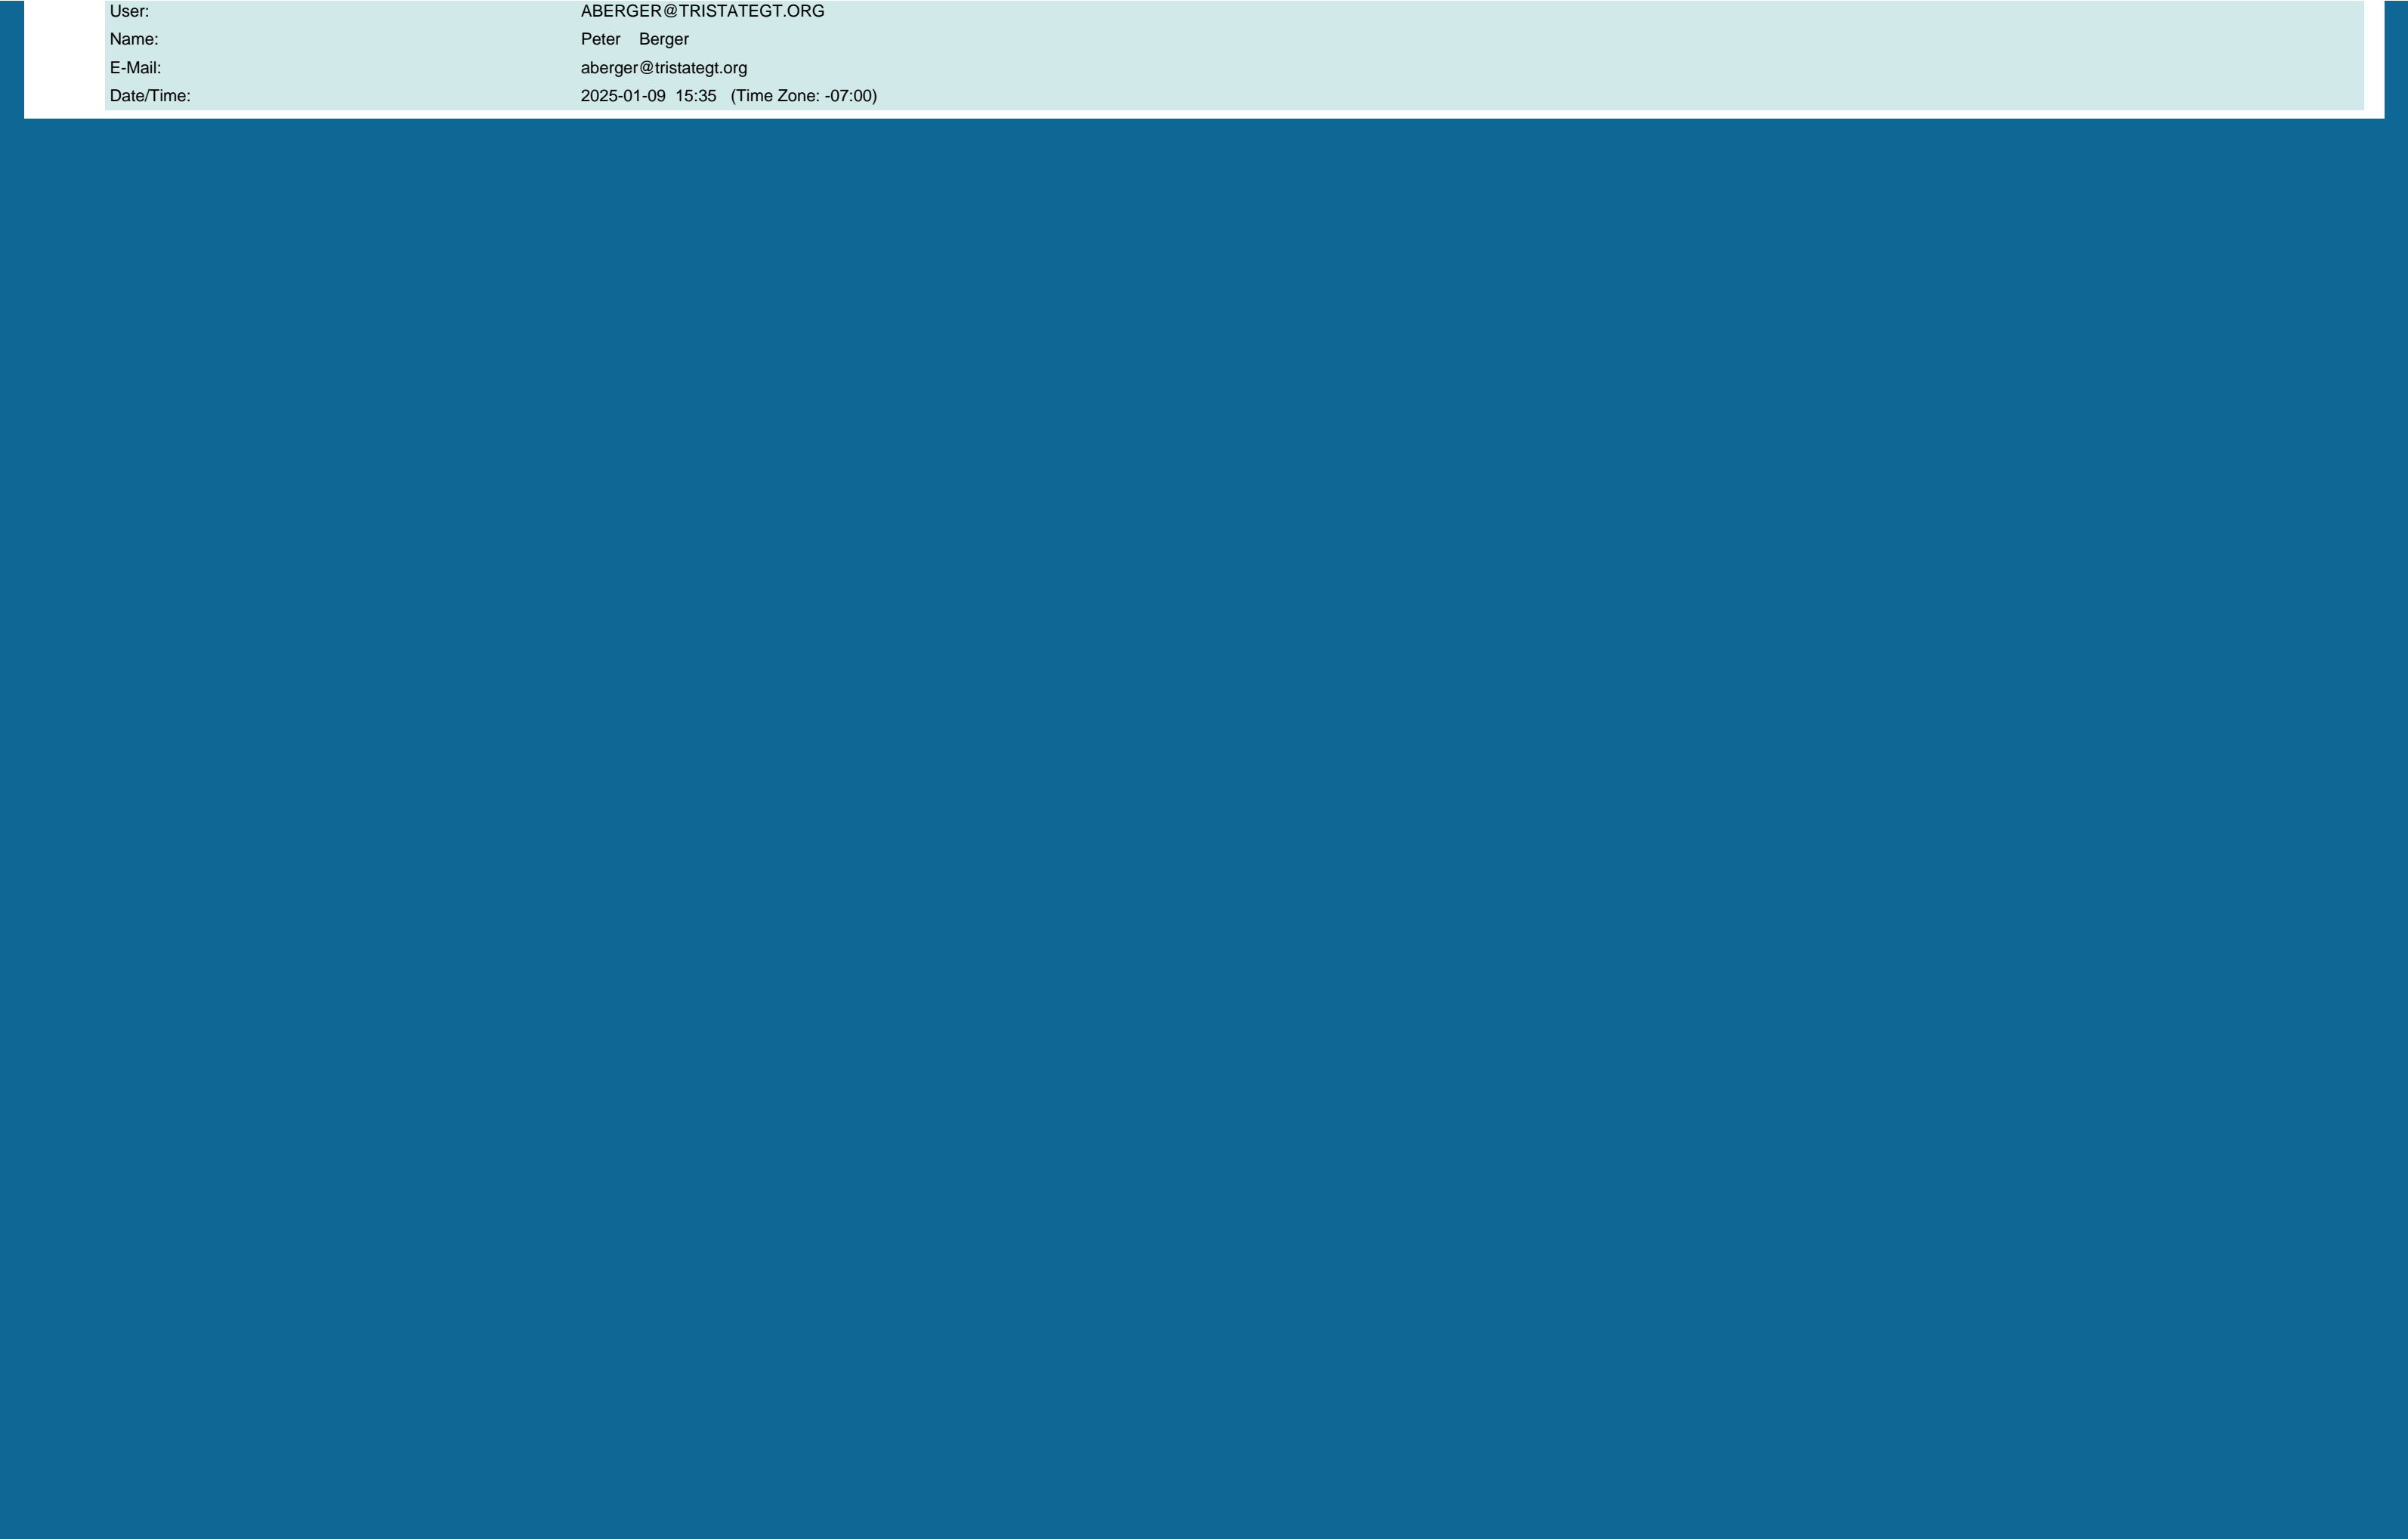 User: ABERGER@TRISTATEGT.ORG
Name: Peter Berger
E-Mail: aberger@tristategt.org
Date/Time: 2025-01-09 15:35 (Time Zone: -07:00)